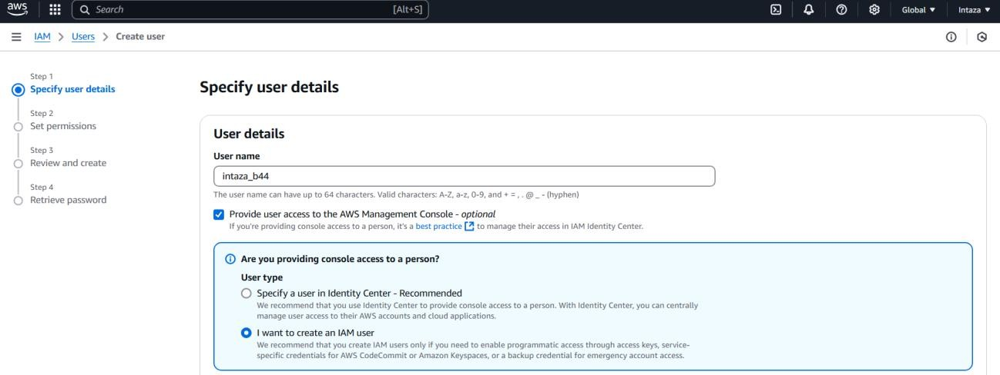 aws
Search [Alt+S] Global ▼ Intaza ▼
IAM > Users > Create user
Step 1
Specify user details
Step 2
Set permissions
Step 3
Review and create
Step 4
Retrieve password
Specify user details
User details
User name
intaza_b44
The user name can have up to 64 characters. Valid characters: A-Z, a-z, 0-9, and + = , . @ _ - (hyphen)
Provide user access to the AWS Management Console - optional
If you're providing console access to a person, it's a best practice to manage their access in IAM Identity Center.
Are you providing console access to a person?
User type
Specify a user in Identity Center - Recommended
We recommend that you use Identity Center to provide console access to a person. With Identity Center, you can centrally
manage user access to their AWS accounts and cloud applications.
I want to create an IAM user
We recommend that you create IAM users only if you need to enable programmatic access through access keys, service-
specific credentials for AWS CodeCommit or Amazon Keyspaces, or a backup credential for emergency account access.